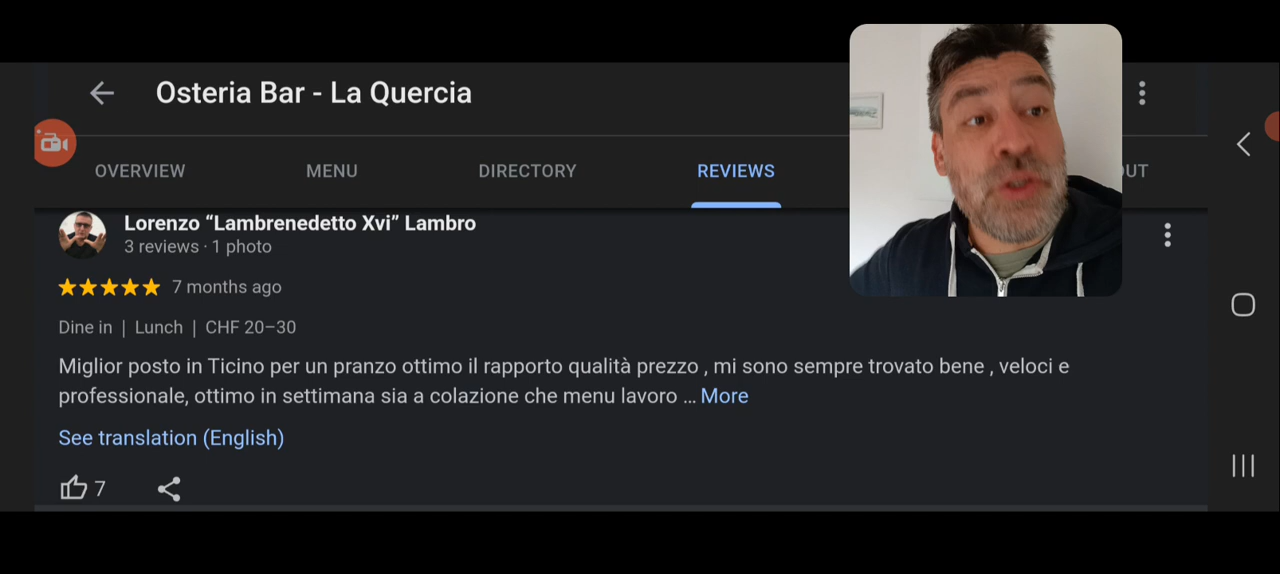 Osteria Bar - La Quercia
OVERVIEW MENU DIRECTORY REVIEWS OUT
Lorenzo “Lambrenedetto Xvi” Lambro
3 reviews · 1 photo
7 months ago
Dine in | Lunch | CHF 20–30
Miglior posto in Ticino per un pranzo ottimo il rapporto qualità prezzo , mi sono sempre trovato bene , veloci e
professionale, ottimo in settimana sia a colazione che menu lavoro ... More
See translation (English)
7